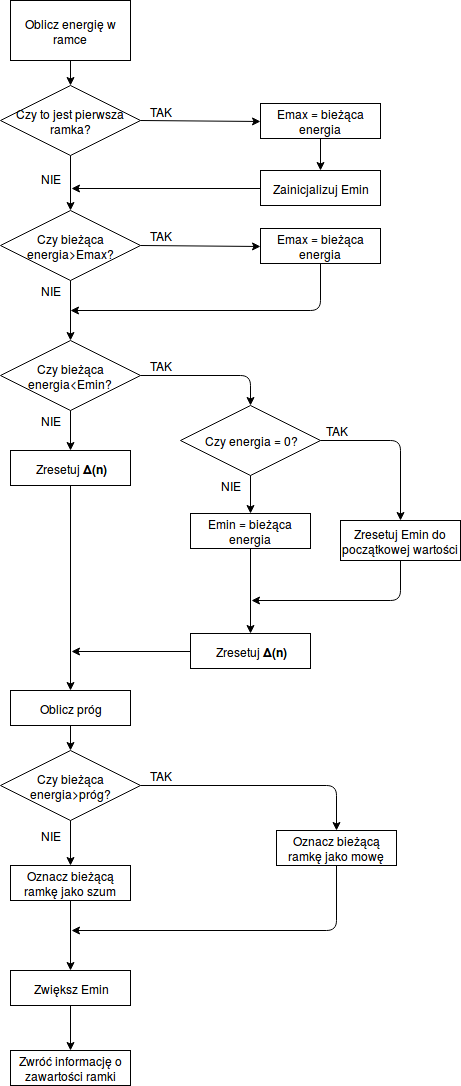 Oblicz energię w
ramce
Czy to jest pierwsza
ramka?
TAK
Emax = bieżąca
energia
NIE
Zainicjalizuj Emin
Czy bieżąca
energia>Emax?
TAK
Emax = bieżąca
energia
NIE
Czy bieżąca
energia<Emin?
TAK
NIE
Czy energia = 0?
TAK
Zresetuj Δ(n)
NIE
Emin = bieżąca
energia
Zresetuj Emin do
początkowej wartości
Zresetuj Δ(n)
Oblicz próg
Czy bieżąca
energia>próg?
TAK
NIE
Oznacz bieżącą
ramkę jako mowę
Oznacz bieżącą
ramkę jako szum
Zwiększ Emin
Zwróć informację o
zawartości ramki